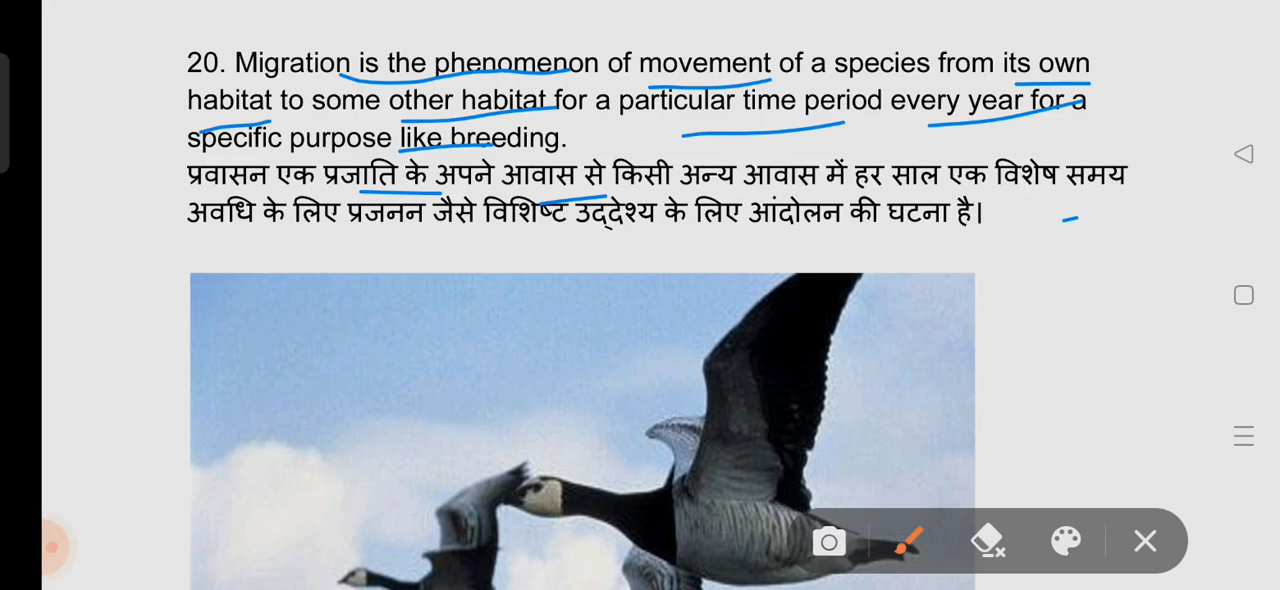 20. Migration is the phenomenon of movement of a species from its own
habitat to some other habitat for a particular time period every year for a
specific purpose like breeding.
प्रवासन एक प्रजाति के अपने आवास से किसी अन्य आवास में हर साल एक विशेष समय
अवधि के लिए प्रजनन जैसे विशिष्ट उद्देश्य के लिए आंदोलन की घटना है।